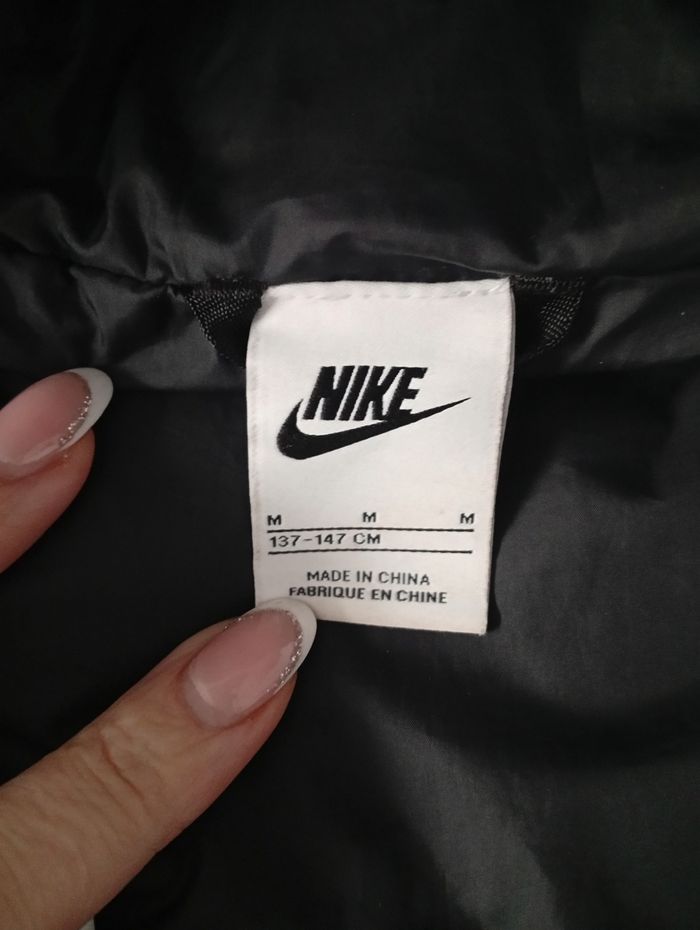 NIKE
M M M
137-147 CM
MADE IN CHINA
FABRIQUE EN CHINE